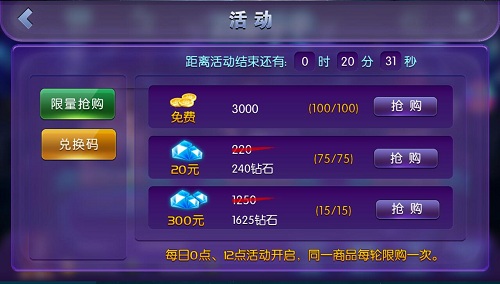 活动
距离活动结束还有: 0 时 20 分 31 秒
限量抢购
兑换码
免费 3000 (100/100) 抢购
220
20元 240钻石 (75/75) 抢购
1250
300元 1625钻石 (15/15) 抢购
每日0点、12点活动开启，同一商品每轮限购一次。